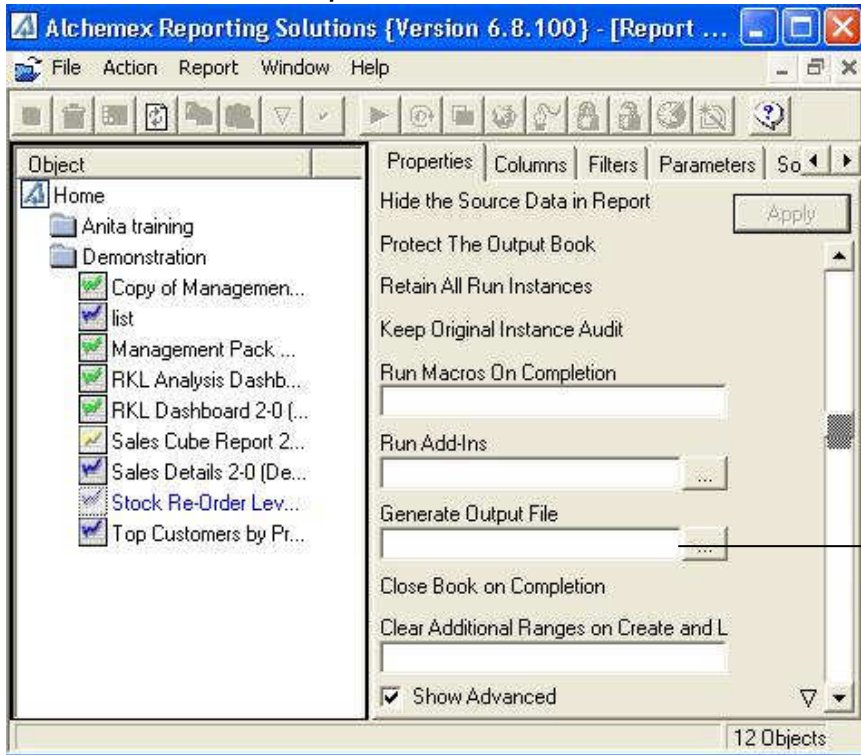 Alchemex Reporting Solutions {Version 6.8.100} - [Report ...
File Action Report Window Help
Object
Home
Anita training
Demonstration
Copy of Managemen...
list
Management Pack ...
RKL Analysis Dashb...
RKL Dashboard 2-0 (...
Sales Cube Report 2...
Sales Details 2-0 (De...
Stock Re-Order Lev...
Top Customers by Pr...
Properties Columns Filters Parameters So
Hide the Source Data in Report
Apply
Protect The Output Book
Retain All Run Instances
Keep Original Instance Audit
Run Macros On Completion
Run Add-Ins
...
Generate Output File
...
Close Book on Completion
Clear Additional Ranges on Create and L
Show Advanced
12 Objects